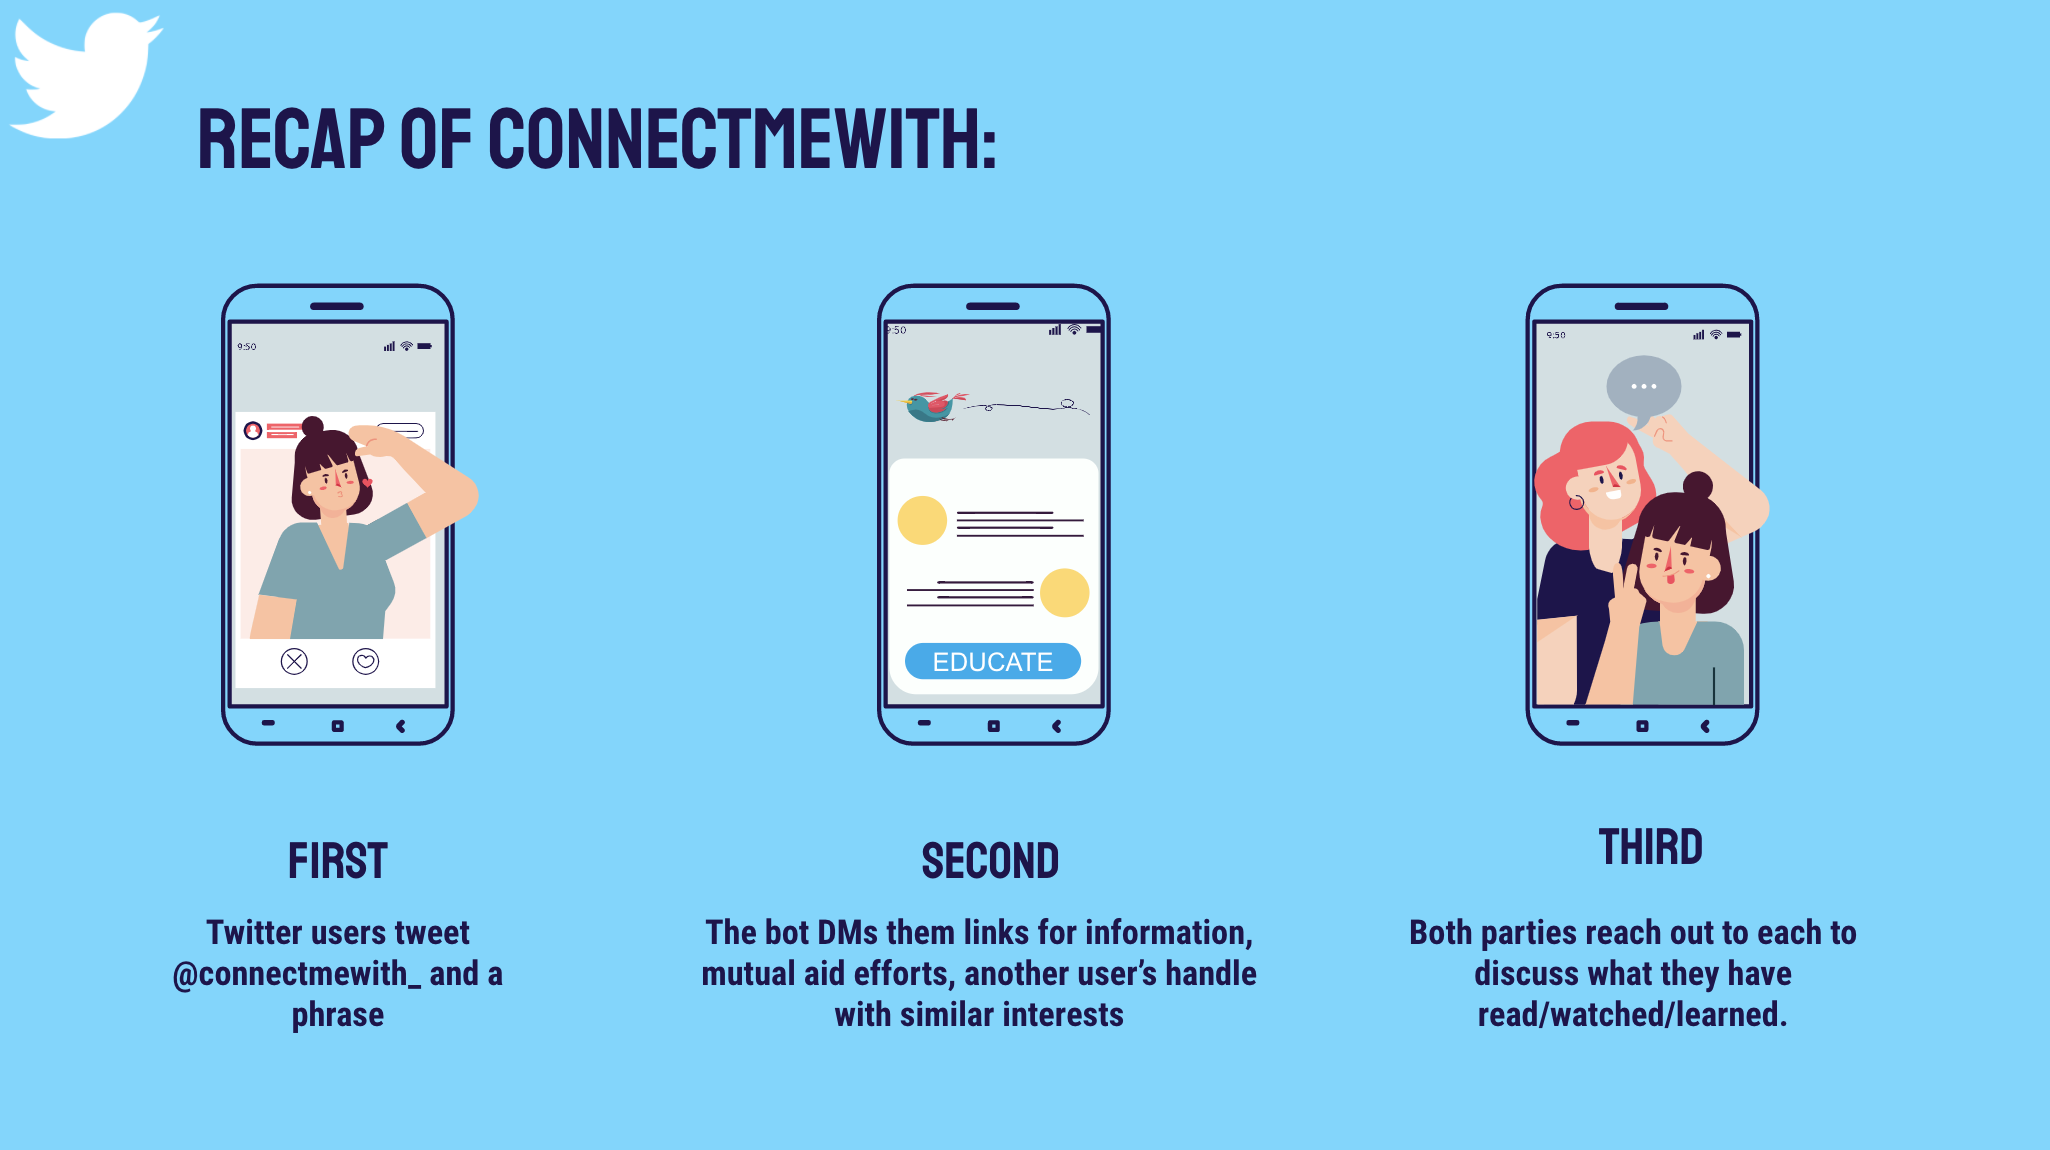 RECAP OF CONNECTMEWITH:
9:50
9:50
EDUCATE
9:50
FIRST
Twitter users tweet
@connectmewith_ and a
phrase
SECOND
The bot DMs them links for information,
mutual aid efforts, another user’s handle
with similar interests
THIRD
Both parties reach out to each to
discuss what they have
read/watched/learned.